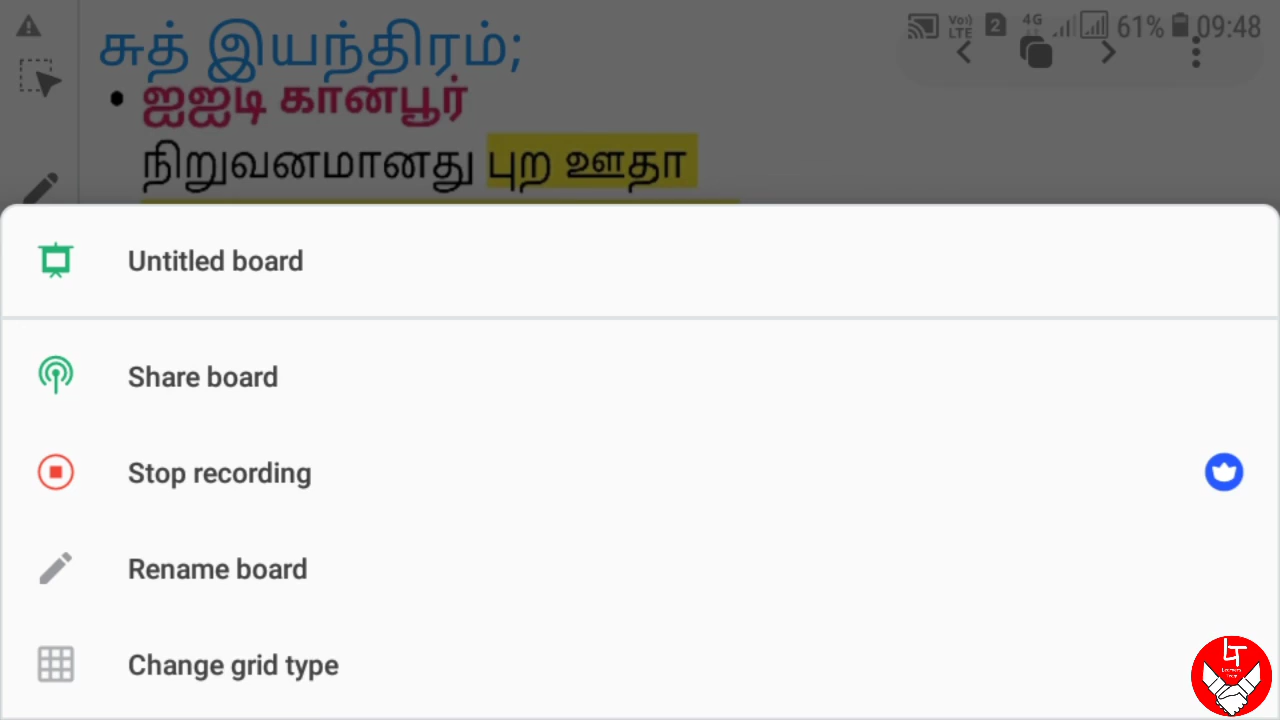 Vo)) LTE 2 4G 61% 09:48
சுத் இயந்திரம்;
• ஐஐடி கான்பூர்
நிறுவனமானது புற ஊதா
Untitled board
Share board
Stop recording
Rename board
Change grid type
LT